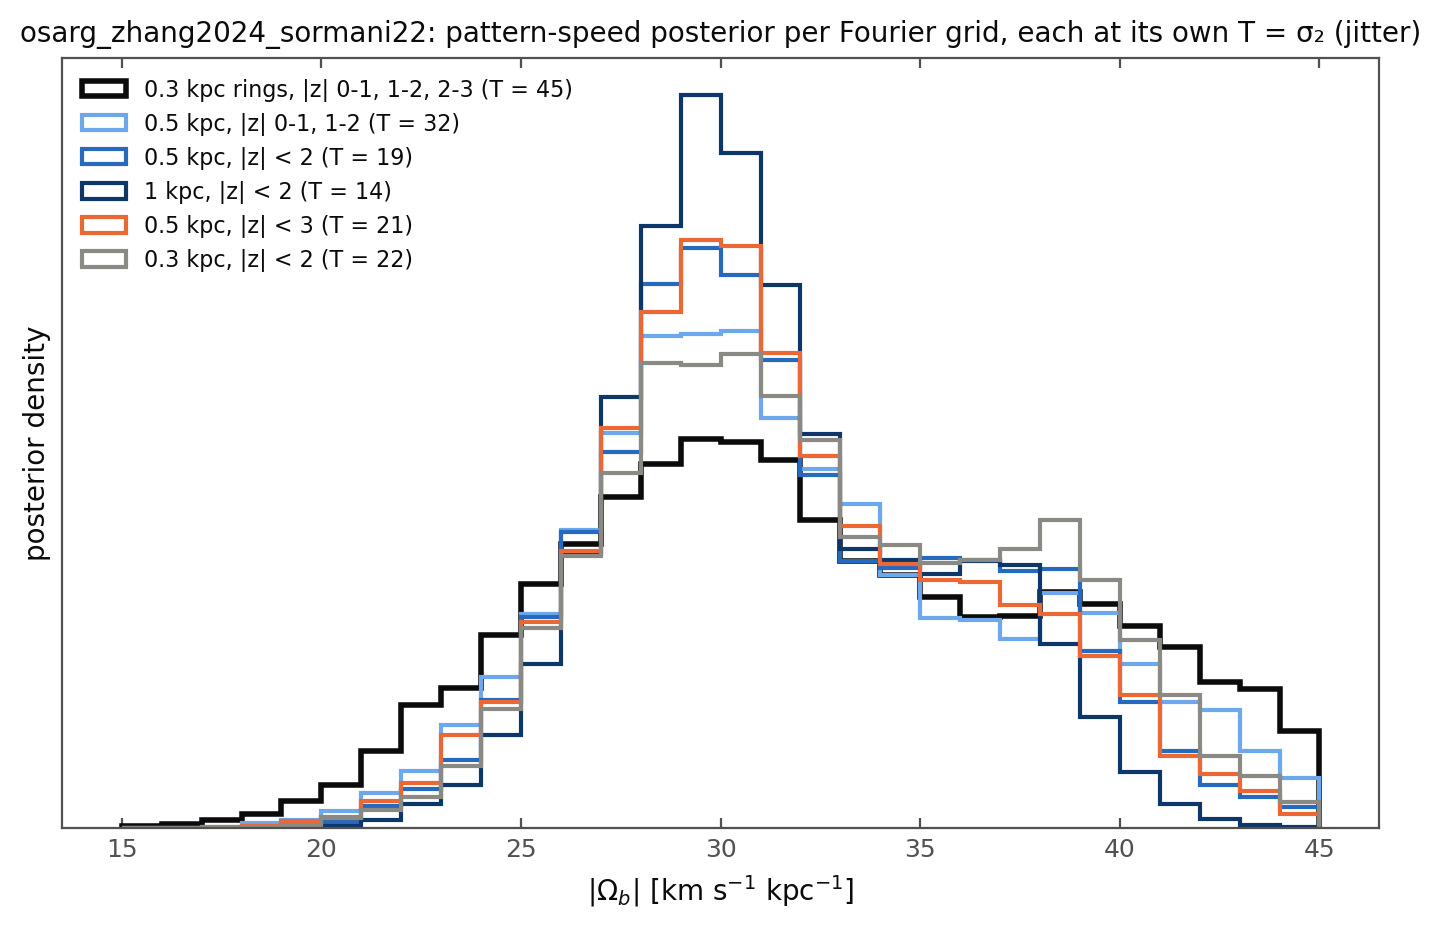 osarg_zhang2024_sormani22: pattern-speed posterior per Fourier grid, each at its own T = σ₂ (jitter)
0.3 kpc rings, |z| 0-1, 1-2, 2-3 (T = 45)
0.5 kpc, |z| 0-1, 1-2 (T = 32)
0.5 kpc, |z| < 2 (T = 19)
1 kpc, |z| < 2 (T = 14)
0.5 kpc, |z| < 3 (T = 21)
0.3 kpc, |z| < 2 (T = 22)
posterior density
15 20 25 30 35 40 45
|Ω_b| [km s⁻¹ kpc⁻¹]